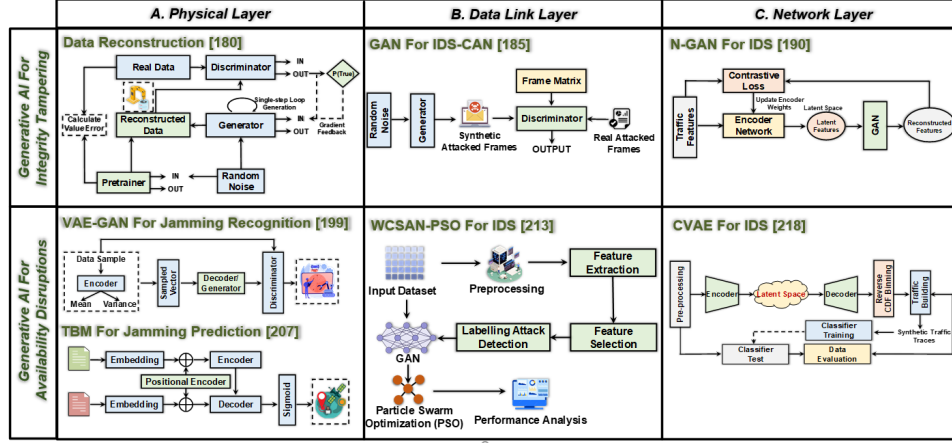 A. Physical Layer
B. Data Link Layer
C. Network Layer
Generative AI For
Integrity Tampering
Data Reconstruction [180]
Real Data
Discriminator
IN
OUT
P(True)
Single-step Loop
Generation
Calculate
Value Error
Reconstructed
Data
Generator
IN
OUT
Gradient
Feedback
Pretrainer
IN
OUT
Random
Noise
GAN For IDS-CAN [185]
Random
Noise
Generator
Synthetic
Attacked Frames
Frame Matrix
Discriminator
OUTPUT
Real Attacked
Frames
N-GAN For IDS [190]
Traffic
Features
Contrastive
Loss
Update Encoder
Weights
Encoder
Network
Latent Space
Latent
Features
GAN
Reconstructed
Features
Generative AI For
Availability Disruptions
VAE-GAN For Jamming Recognition [199]
Data Sample
Encoder
Mean
Variance
Sampled
Vector
Decoder/
Generator
Discriminator
TBM For Jamming Prediction [207]
Embedding
Encoder
Positional Encoder
Embedding
Decoder
Sigmoid
WCSAN-PSO For IDS [213]
Input Dataset
Preprocessing
Feature
Extraction
GAN
Labelling Attack
Detection
Feature
Selection
Particle Swarm
Optimization (PSO)
Performance Analysis
CVAE For IDS [218]
Pre-processing
Encoder
Latent Space
Decoder
Reverse
CDF Binning
Traffic
Building
Classifier
Training
Synthetic Traffic
Traces
Classifier
Test
Data
Evaluation